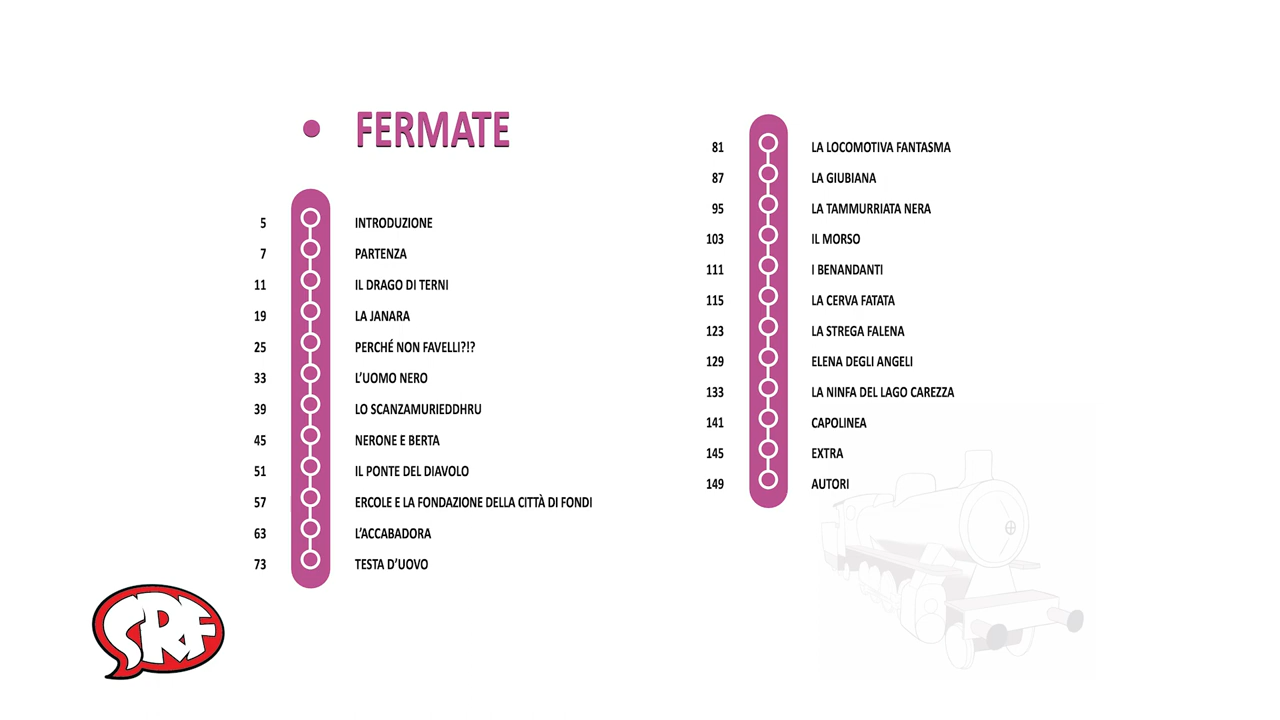 FERMATE
5 INTRODUZIONE
7 PARTENZA
11 IL DRAGO DI TERNI
19 LA JANARA
25 PERCHÉ NON FAVELLI?!?
33 L'UOMO NERO
39 LO SCANZAMURIEDDHRU
45 NERONE E BERTA
51 IL PONTE DEL DIAVOLO
57 ERCOLE E LA FONDAZIONE DELLA CITTÀ DI FONDI
63 L'ACCABADORA
73 TESTA D'UOVO
81 LA LOCOMOTIVA FANTASMA
87 LA GIUBIANA
95 LA TAMMURRIATA NERA
103 IL MORSO
111 I BENANDANTI
115 LA CERVA FATATA
123 LA STREGA FALENA
129 ELENA DEGLI ANGELI
133 LA NINFA DEL LAGO CAREZZA
141 CAPOLINEA
145 EXTRA
149 AUTORI
SRF